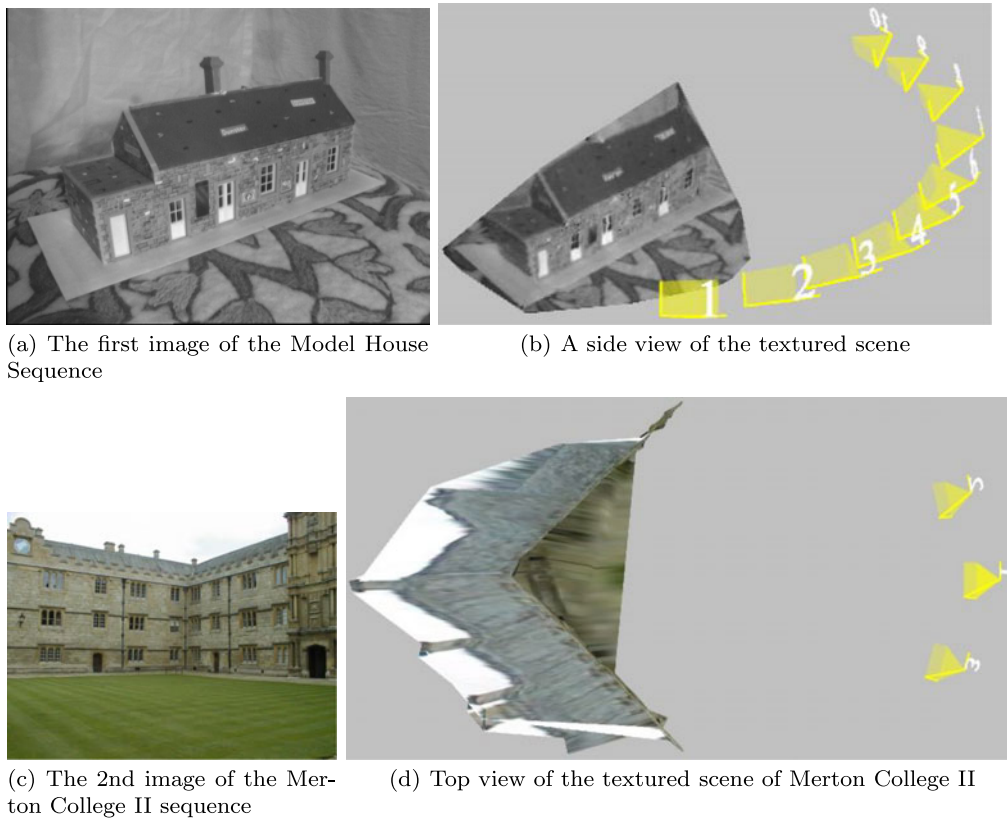 1
2
3
4
5
(a) The first image of the Model House
Sequence
(b) A side view of the textured scene
(c) The 2nd image of the Mer-
ton College II sequence
(d) Top view of the textured scene of Merton College II